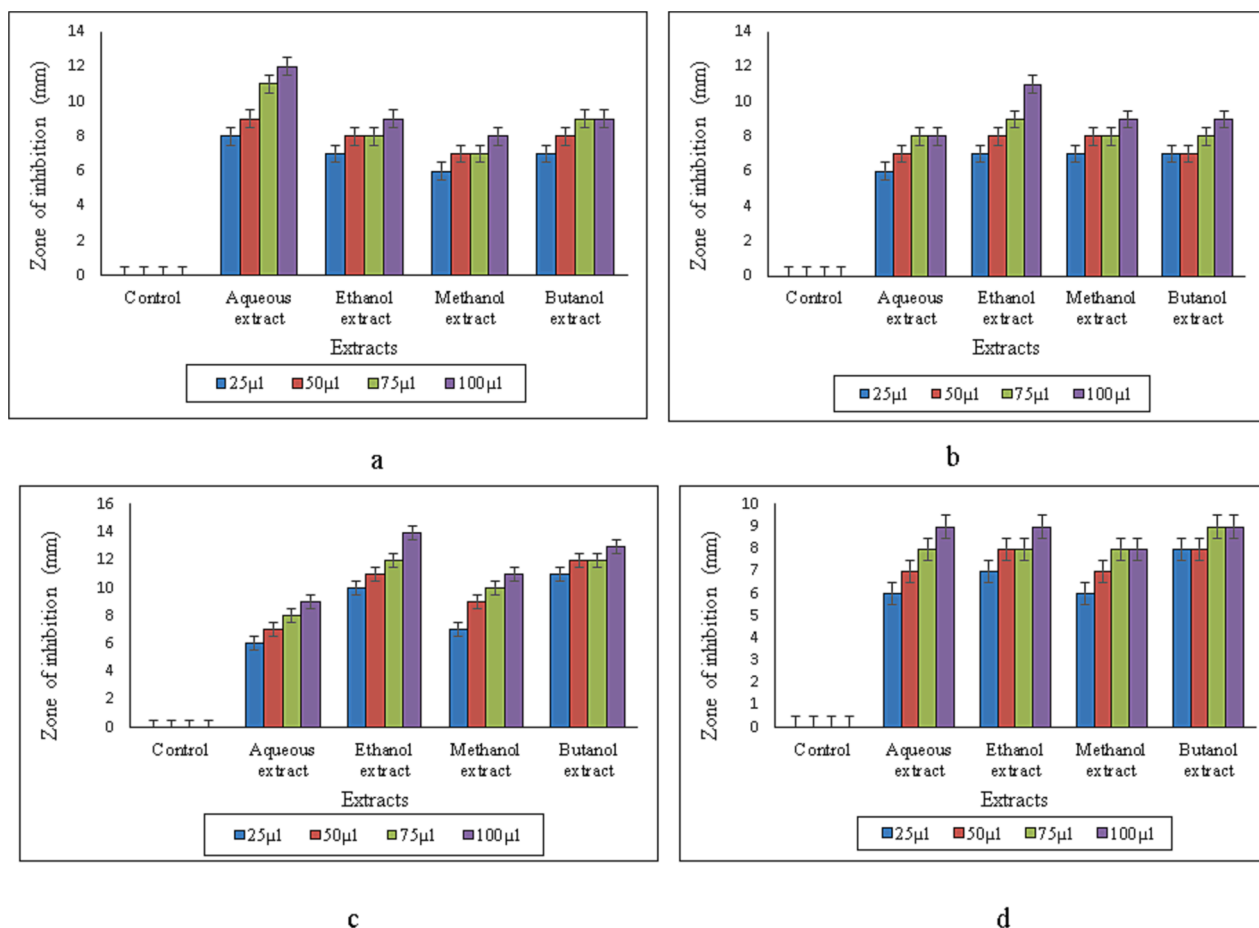 14
12
10
8
6
4
2
0
Zone of inhibition (mm)
Control
Aqueous extract
Ethanol extract
Methanol extract
Butanol extract
Extracts
25µl 50µl 75µl 100µl
a
14
12
10
8
6
4
2
0
Zone of inhibition (mm)
Control
Aqueous extract
Ethanol extract
Methanol extract
Butanol extract
Extracts
25µl 50µl 75µl 100µl
b
16
14
12
10
8
6
4
2
0
Zone of inhibition (mm)
Control
Aqueous extract
Ethanol extract
Methanol extract
Butanol extract
Extracts
25µl 50µl 75µl 100µl
c
10
9
8
7
6
5
4
3
2
1
0
Zone of inhibition (mm)
Control
Aqueous extract
Ethanol extract
Methanol extract
Butanol extract
Extracts
25µl 50µl 75µl 100µl
d